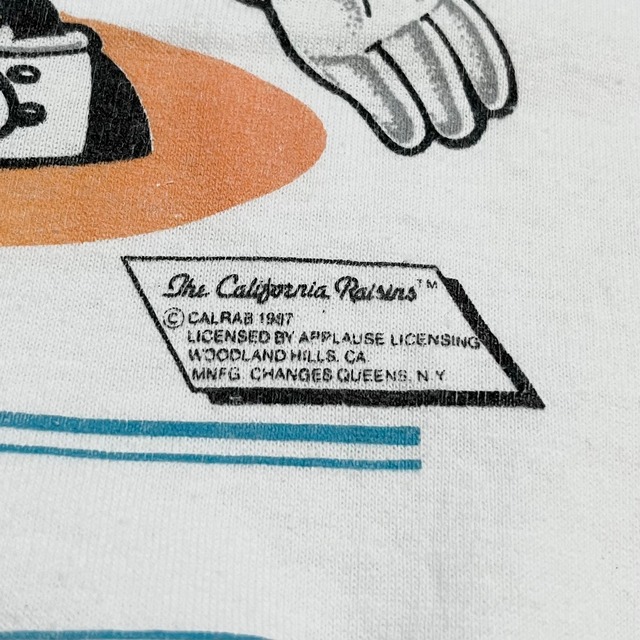 The California Raisins™
© CALRAB 1987
LICENSED BY APPLAUSE LICENSING
WOODLAND HILLS, CA
MNFG. CHANGES QUEENS, N.Y.